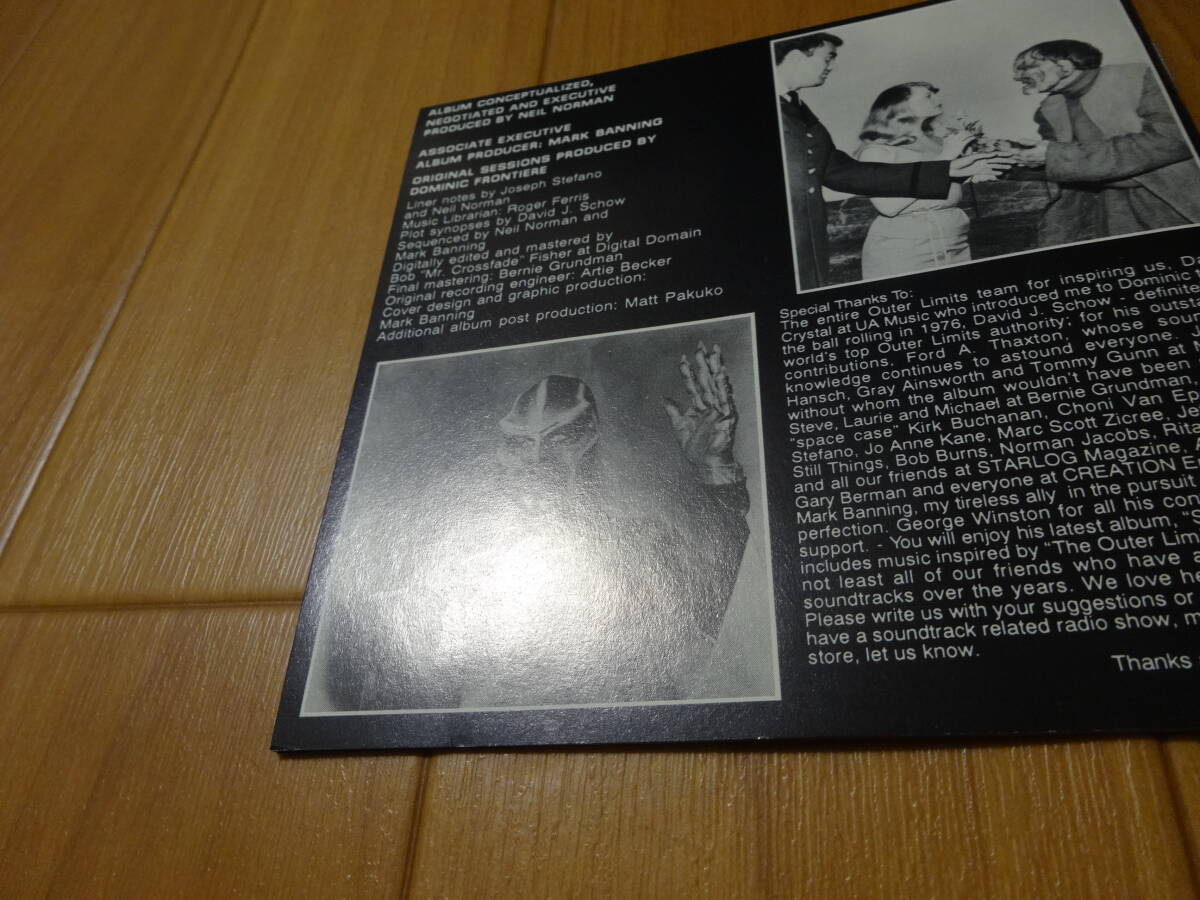 ALBUM CONCEPTUALIZED,
NEGOTIATED AND EXECUTIVE
PRODUCED BY NEIL NORMAN
ASSOCIATE EXECUTIVE
ALBUM PRODUCER: MARK BANNING
ORIGINAL SESSIONS PRODUCED BY
DOMINIC FRONTIERE
Liner notes by Joseph Stefano
and Neil Norman
Music Librarian: Roger Ferris
Plot synopses by David J. Schow
Sequenced by Neil Norman and
Mark Banning
Digitally edited and mastered by
Bob "Mr. Crossfade" Fisher at Digital Domain
Final mastering: Bernie Grundman
Original recording engineer: Artie Becker
Cover design and graphic production:
Mark Banning
Additional album post production: Matt Pakuko
Special Thanks To:
The entire Outer Limits team for inspiring us,
Crystal at UA Music who introduced me to Dominic
the ball rolling in 1976, David J. Schow -
world's top Outer Limits authority; for his
contributions, Ford A. Thaxton, whose
knowledge continues to astound everyone.
Hansch, Gray Ainsworth and Tommy Gunn at
without whom the album wouldn't have been
Steve, Laurie and Michael at Bernie Grundman,
"space case" Kirk Buchanan, Choni Van
Stefano, Jo Anne Kane, Marc Scott Zicree,
Still Things, Bob Burns, Norman Jacobs,
and all our friends at STARLOG Magazine,
Gary Berman and everyone at CREATION
Mark Banning, my tireless ally in the pursuit
perfection. George Winston for all his
support. - You will enjoy his latest album,
includes music inspired by "The Outer
not least all of our friends who have
soundtracks over the years. We love
Please write us with your suggestions or
have a soundtrack related radio show,
store, let us know.
Thanks